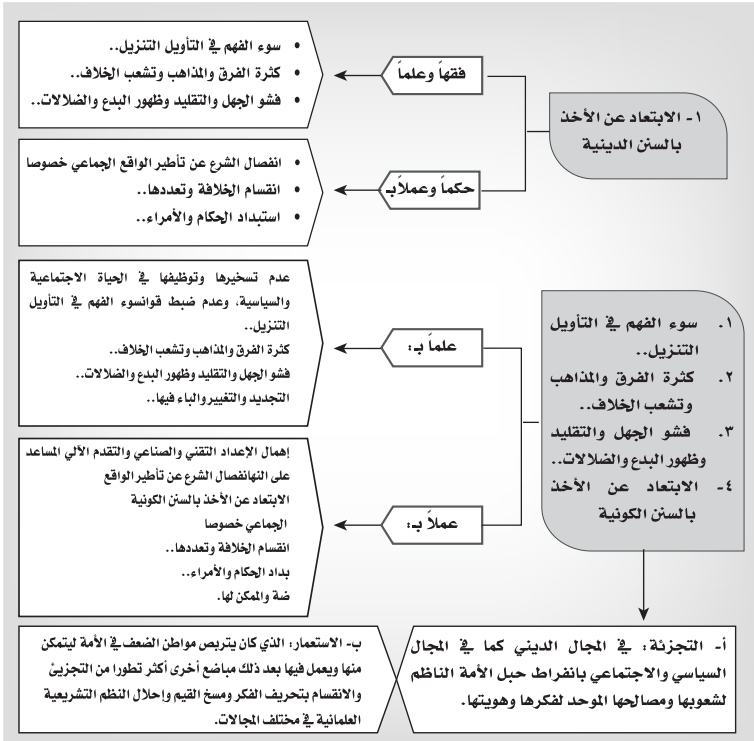 ١- الابتعاد عن الأخذ
بالسنن الدينية
فقهاً وعلماً
• سوء الفهم في التأويل التنزيل..
• كثرة الفرق والمذاهب وتشعب الخلاف..
• فشو الجهل والتقليد وظهور البدع والضلالات..
حكماً وعملاًبـ
• انفصال الشرع عن تأطير الواقع الجماعي خصوصا
• انقسام الخلافة وتعددها..
• استبداد الحكام والأمراء..
١. سوء الفهم في التأويل
التنزيل..
٢. كثرة الفرق والمذاهب
وتشعب الخلاف..
٣. فشو الجهل والتقليد
وظهور البدع والضلالات..
٤- الابتعاد عن الأخذ
بالسنن الكونية
علماً بـ:
عدم تسخيرها وتوظيفها في الحياة الاجتماعية
والسياسية، وعدم ضبط قوانسوء الفهم في التأويل
التنزيل..
كثرة الفرق والمذاهب وتشعب الخلاف..
فشو الجهل والتقليد وظهور البدع والضلالات..
التجديد والتغيير والباء فيها..
عملاً بـ:
إهمال الإعداد التقني والصناعي والتقدم الآلي المساعد
على النهانفصال الشرع عن تأطير الواقع
الابتعاد عن الأخذ بالسنن الكونية
الجماعي خصوصا
انقسام الخلافة وتعددها..
بداد الحكام والأمراء..
ضة والممكن لها.
أ- التجزئة: في المجال الديني كما في المجال
السياسي والاجتماعي بانفراط حبل الأمة الناظم
لشعوبها ومصالحها الموحد لفكرها وهويتها.
ب- الاستعمار: الذي كان يتربص مواطن الضعف في الأمة ليتمكن
منها ويعمل فيها بعد ذلك مباضع أخرى أكثر تطورا من التجزيئ
والانقسام بتحريف الفكر ومسخ القيم وإحلال النظم التشريعية
العلمانية في مختلف المجالات.